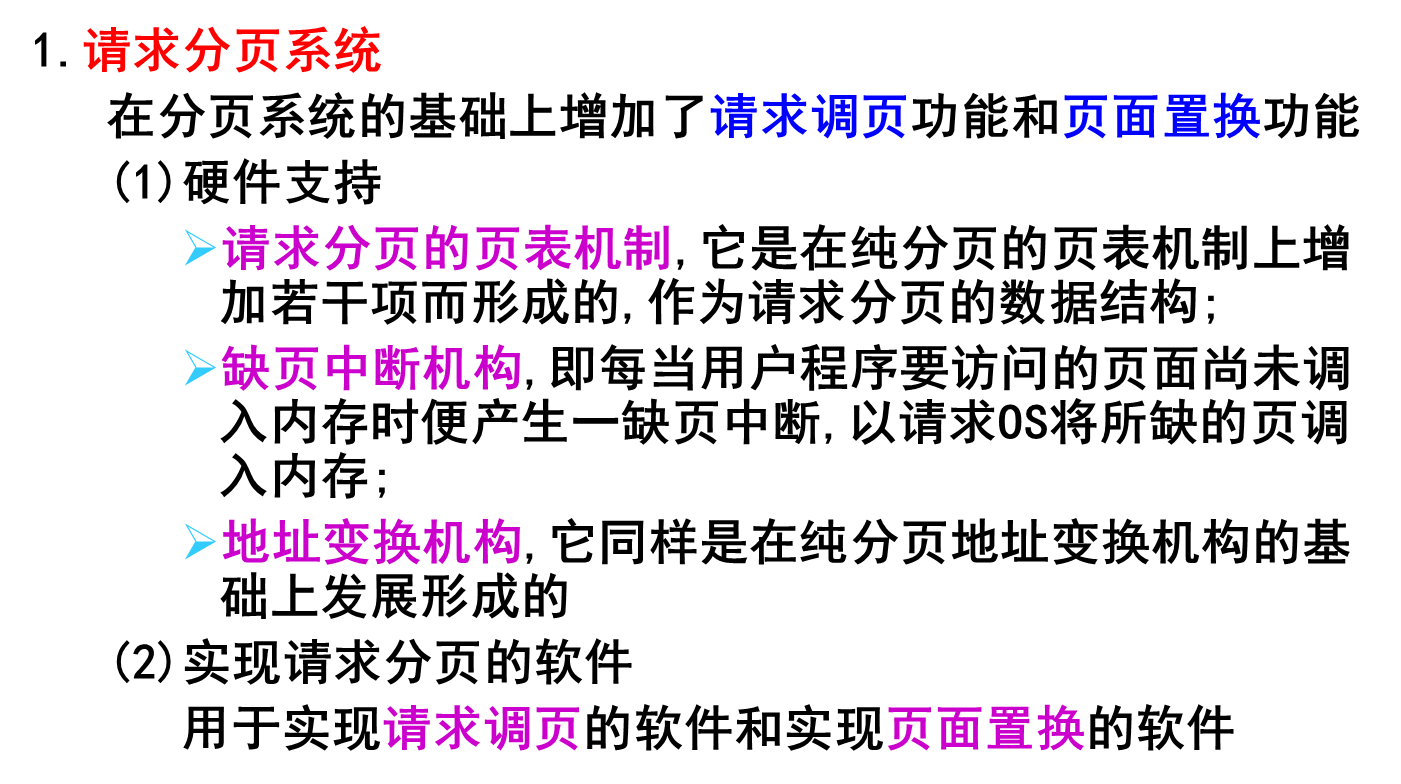 1.请求分页系统
在分页系统的基础上增加了请求调页功能和页面置换功能
(1)硬件支持
➢请求分页的页表机制,它是在纯分页的页表机制上增
加若干项而形成的,作为请求分页的数据结构;
➢缺页中断机构,即每当用户程序要访问的页面尚未调
入内存时便产生一缺页中断,以请求OS将所缺的页调
入内存;
➢地址变换机构,它同样是在纯分页地址变换机构的基
础上发展形成的
(2)实现请求分页的软件
用于实现请求调页的软件和实现页面置换的软件